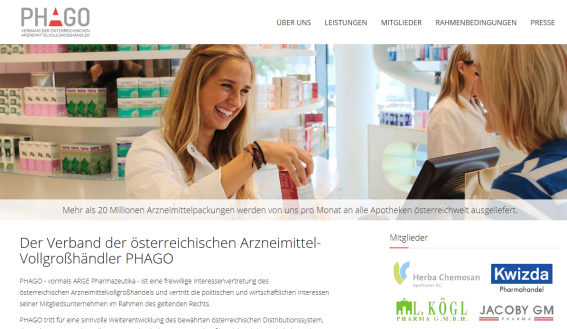 PHAGO
VERBAND DER ÖSTERREICHISCHEN
ARZNEIMITTELVOLLGROSSHÄNDLER
ÜBER UNS LEISTUNGEN MITGLIEDER RAHMENBEDINGUNGEN PRESSE
Mehr als 20 Millionen Arzneimittelpackungen werden von uns pro Monat an alle Apotheken österreichweit ausgeliefert.
Der Verband der österreichischen Arzneimittel-
Vollgroßhändler PHAGO
PHAGO - vormals ARGE Pharmazeutika - ist eine freiwillige Interessenvertretung des
österreichischen Arzneimittelvollgroßhandels und vertritt die politischen und wirtschaftlichen Interessen
seiner Mitgliedsunternehmen im Rahmen des geltenden Rechts.
PHAGO tritt für eine sinnvolle Weiterentwicklung des bewährten österreichischen Distributionssystem,
Mitglieder
Herba Chemosan
Apotheker AG
Kwizda
Pharmahandel
L. KÖGL
PHARMA G.M.B.H.
JACOBY GM
PHARMA